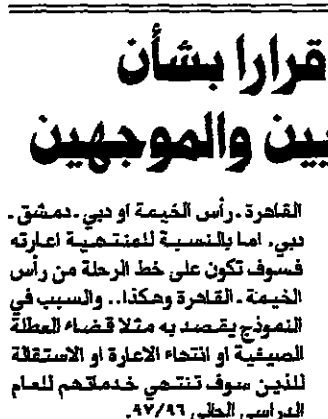 قرارا بشأن
يين والموجهين
القاهرة ـ رأس الخيمة او دبي ـ دمشق ـ
دبي، اما بالنسبة للمنتهية اعارته
فسوف تكون على خط الرحلة من رأس
الخيمة ـ القاهرة وهكذا.. والسبب في
النموذج يقصد به مثلا قضاء العطلة
الصيفية او انتهاء الاعارة او الاستقالة
للذين سوف تنتهي خدماتهم للعام
الدراسي الحالي ٩٧/٩٦.